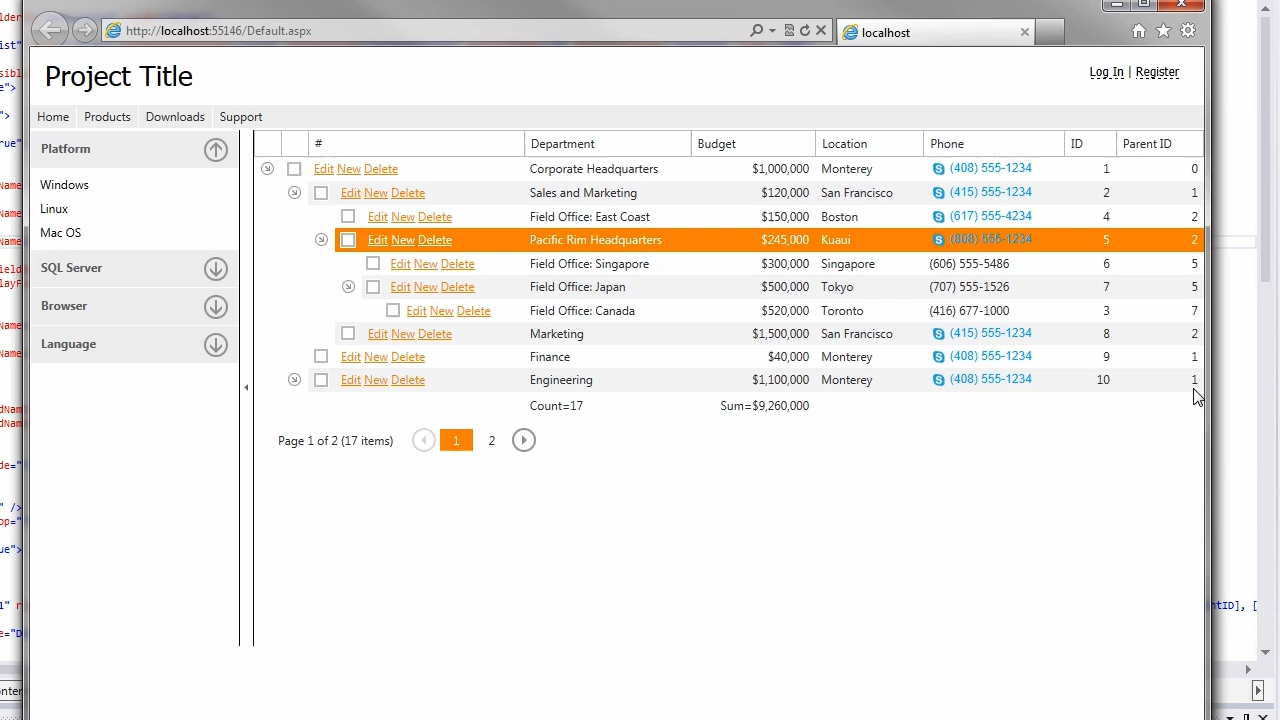 http://localhost:55146/Default.aspx
localhost
Project Title
Log In | Register
Home Products Downloads Support
Platform
Windows
Linux
Mac OS
SQL Server
Browser
Language
# Department Budget Location Phone ID Parent ID
Edit New Delete Corporate Headquarters $1,000,000 Monterey (408) 555-1234 1 0
Edit New Delete Sales and Marketing $120,000 San Francisco (415) 555-1234 2 1
Edit New Delete Field Office: East Coast $150,000 Boston (617) 555-4234 4 2
Edit New Delete Pacific Rim Headquarters $245,000 Kuaui (808) 555-1234 5 2
Edit New Delete Field Office: Singapore $300,000 Singapore (606) 555-5486 6 5
Edit New Delete Field Office: Japan $500,000 Tokyo (707) 555-1526 7 5
Edit New Delete Field Office: Canada $520,000 Toronto (416) 677-1000 3 7
Edit New Delete Marketing $1,500,000 San Francisco (415) 555-1234 8 2
Edit New Delete Finance $40,000 Monterey (408) 555-1234 9 1
Edit New Delete Engineering $1,100,000 Monterey (408) 555-1234 10 1
Count=17 Sum=$9,260,000
Page 1 of 2 (17 items) 1 2